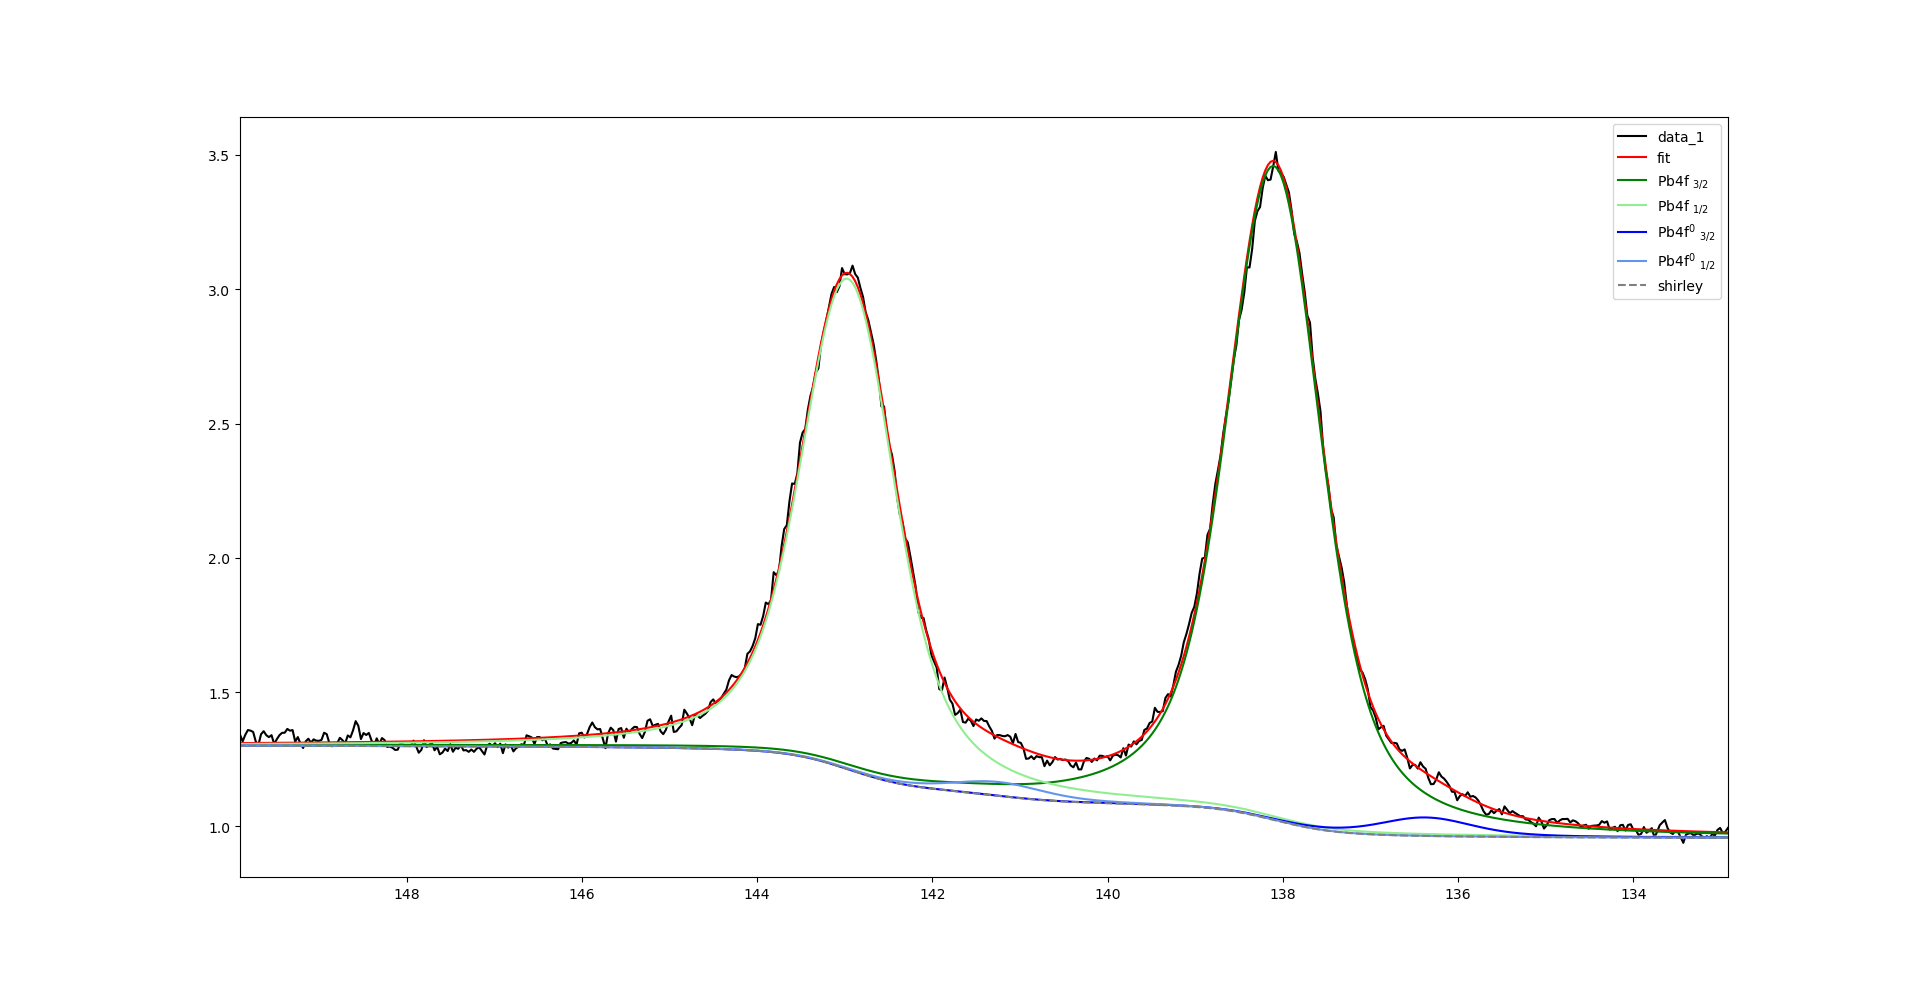 3.5
3.0
2.5
2.0
1.5
1.0
148 146 144 142 140 138 136 134
data_1
fit
Pb4f 3/2
Pb4f 1/2
Pb4f0 3/2
Pb4f0 1/2
shirley